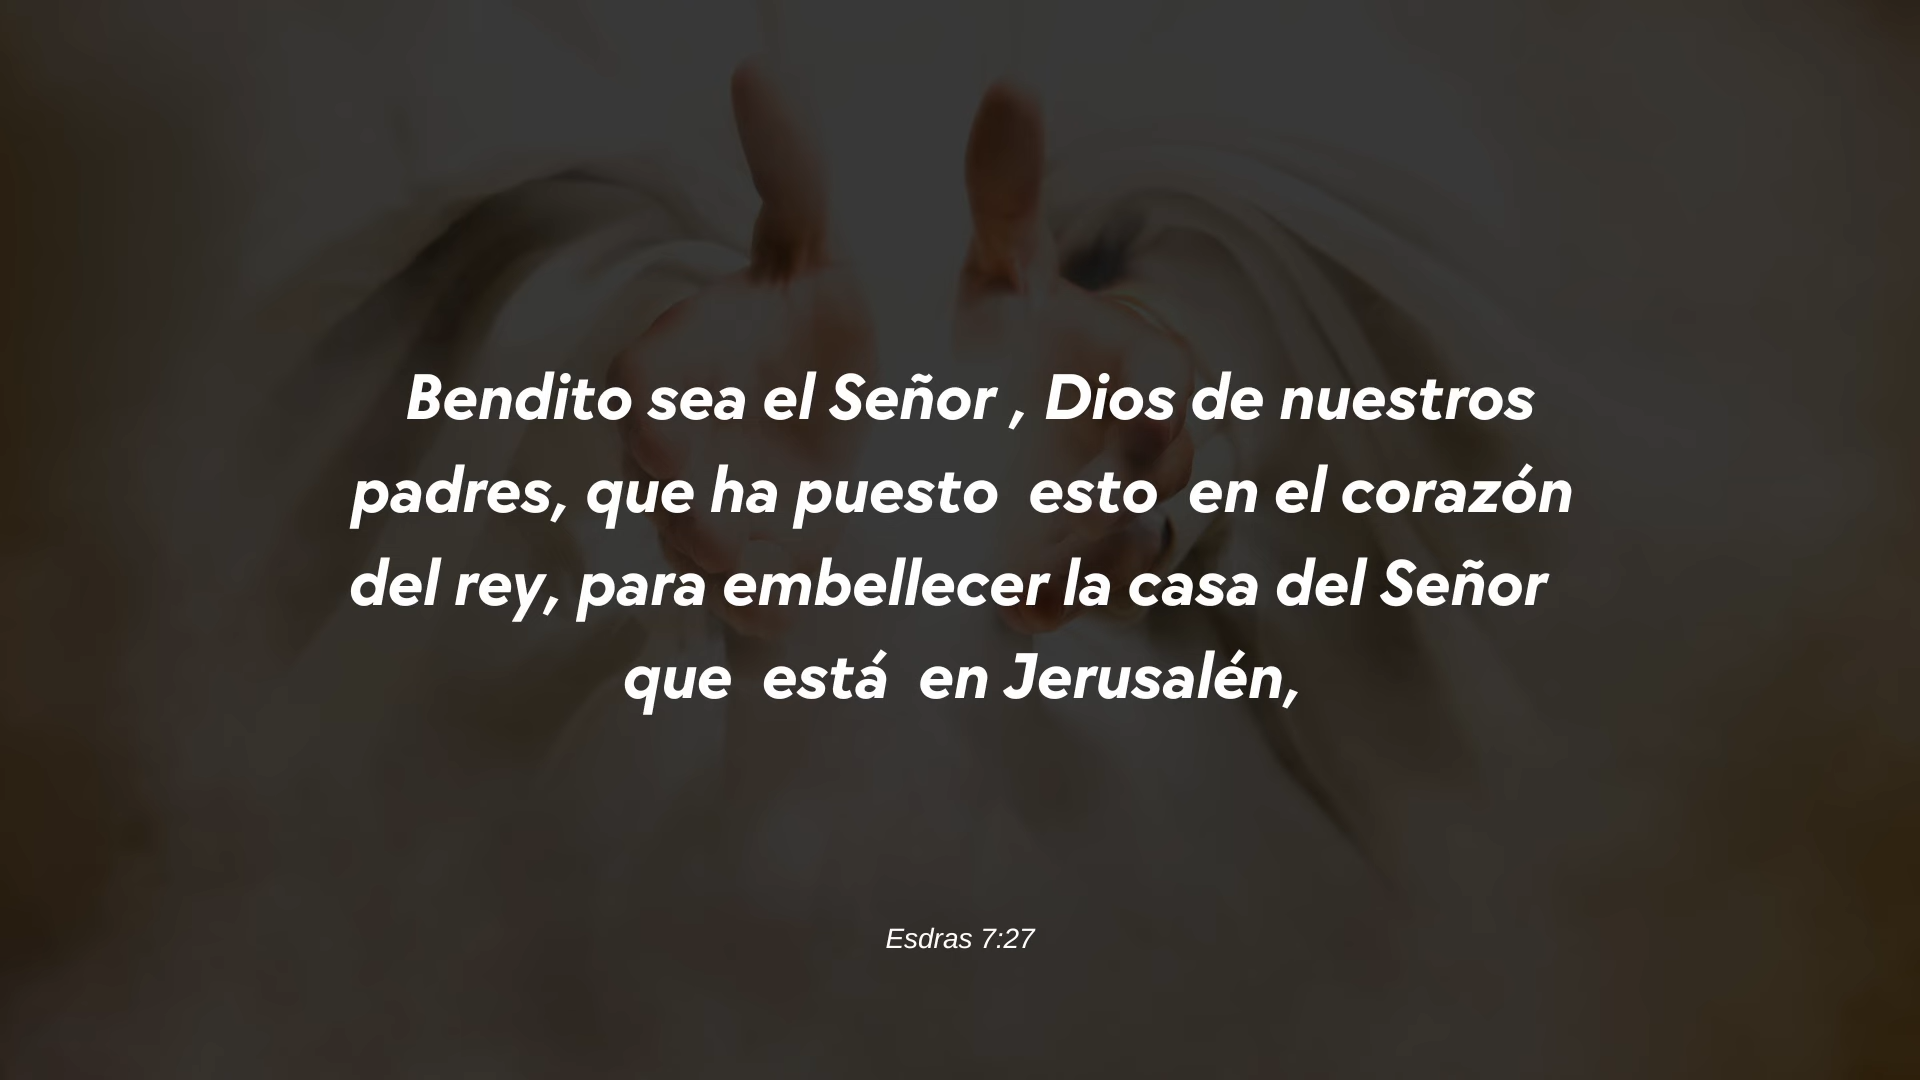 Bendito sea el Señor , Dios de nuestros
padres, que ha puesto  esto  en el corazón
del rey, para embellecer la casa del Señor
que  está  en Jerusalén,
Esdras 7:27